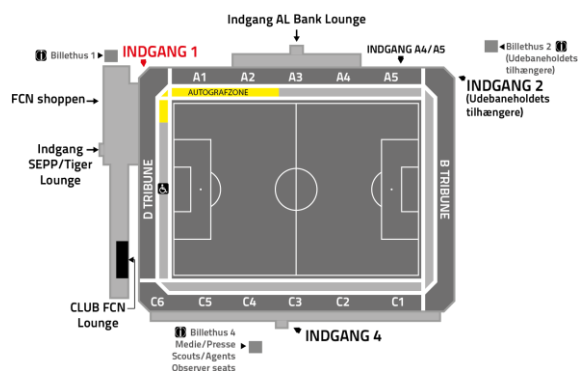 Indgang AL Bank Lounge
Billethus 1
INDGANG 1
INDGANG A4/A5
Billethus 2
(Udebaneholdets
tilhængere)
A1 A2 A3 A4 A5
INDGANG 2
(Udebaneholdets
tilhængere)
FCN shoppen
AUTOGRAFZONE
Indgang
SEPP/Tiger
Lounge
D TRIBUNE
B TRIBUNE
C6 C5 C4 C3 C2 C1
CLUB FCN
Lounge
Billethus 4
Medie/Presse
Scouts/Agents
Observer seats
INDGANG 4